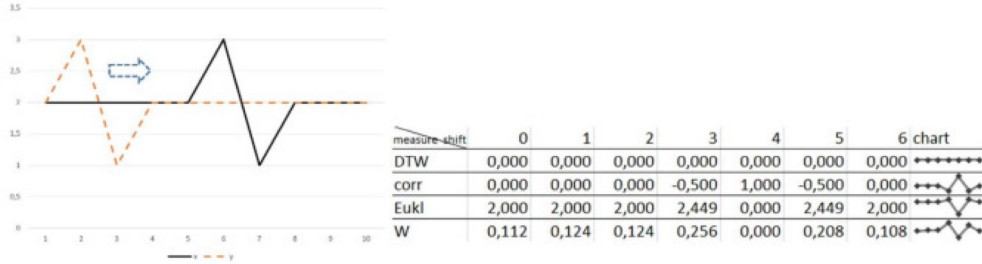 3,5
3
2,5
2
1,5
1
0,5
0
1 2 3 4 5 6 7 8 9 10
x y
measure shift 0 1 2 3 4 5 6 chart
DTW 0,000 0,000 0,000 0,000 0,000 0,000 0,000
corr 0,000 0,000 0,000 -0,500 1,000 -0,500 0,000
Eukl 2,000 2,000 2,000 2,449 0,000 2,449 2,000
W 0,112 0,124 0,124 0,256 0,000 0,208 0,108